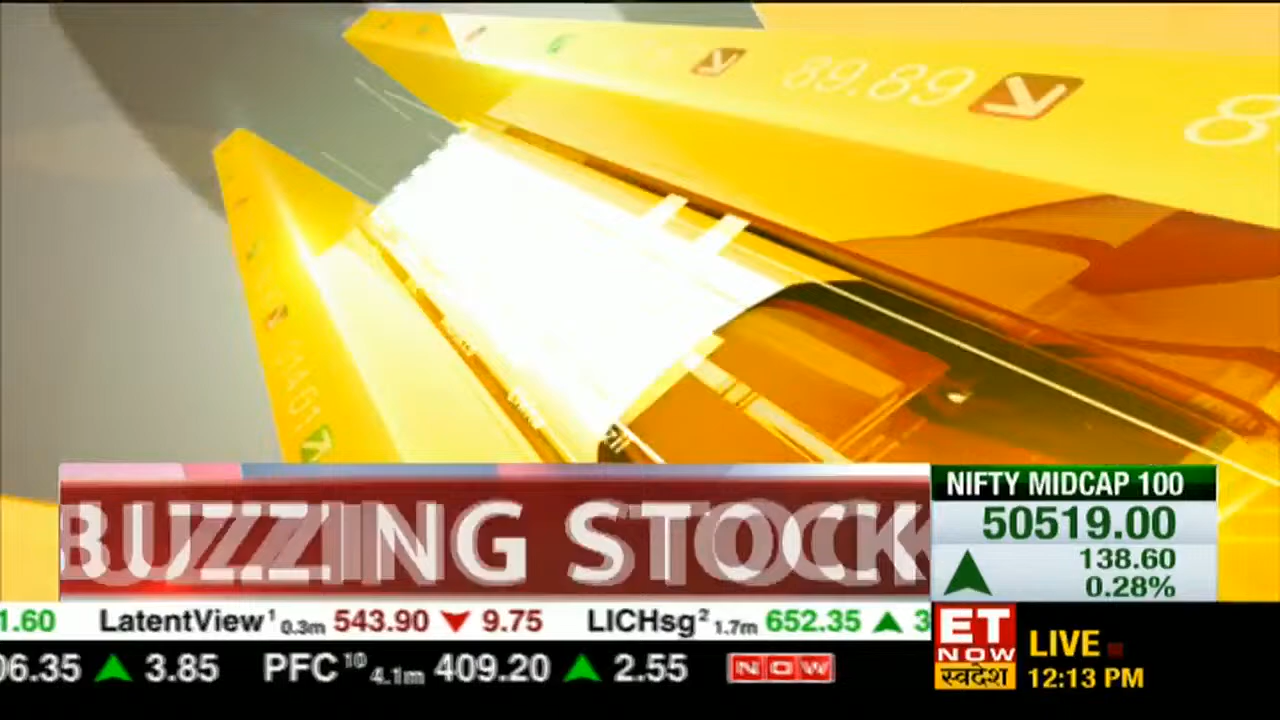 89.89
8
BUZZING STOCK
NIFTY MIDCAP 100
50519.00
138.60
0.28%
1.60 LatentView¹ 0.3m 543.90 ▼ 9.75 LICHsg² 1.7m 652.35 ▲ 3
06.35 ▲ 3.85 PFC¹⁰ 4.1m 409.20 ▲ 2.55 NOW
ET
NOW
स्वदेश
LIVE
12:13 PM